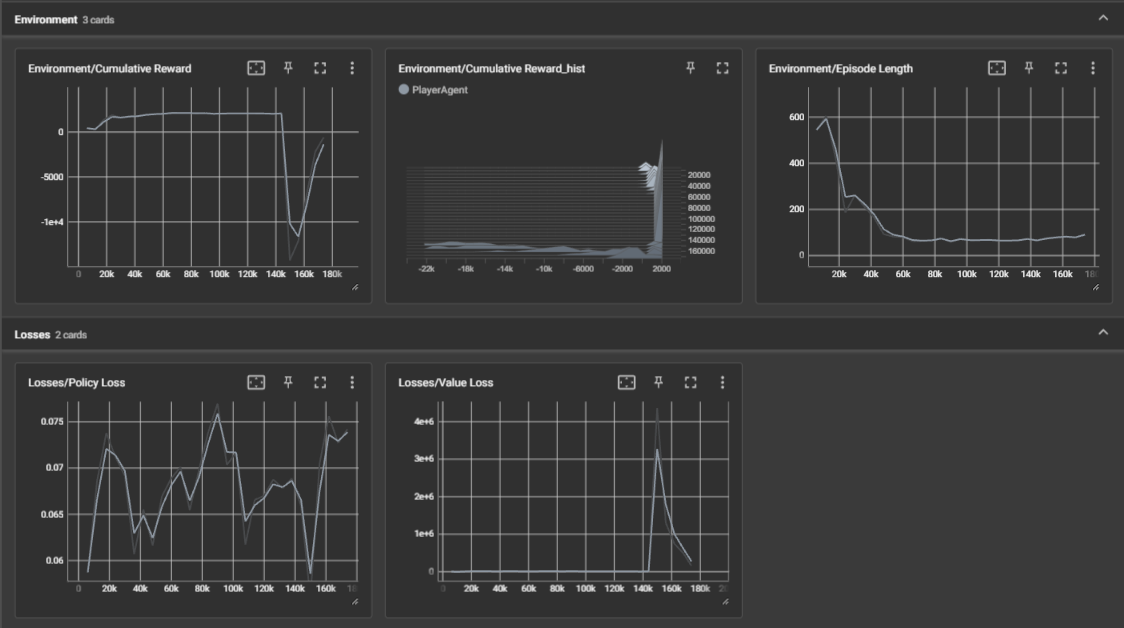 Environment 3 cards
Environment/Cumulative Reward
0
-5000
-1e+4
0 20k 40k 60k 80k 100k 120k 140k 160k 180k
Environment/Cumulative Reward_hist
PlayerAgent
20000
40000
60000
80000
100000
120000
140000
160000
-22k -18k -14k -10k -6000 -2000 2000
Environment/Episode Length
600
400
200
0
20k 40k 60k 80k 100k 120k 140k 160k 18
Losses 2 cards
Losses/Policy Loss
0.075
0.07
0.065
0.06
0 20k 40k 60k 80k 100k 120k 140k 160k
Losses/Value Loss
4e+6
3e+6
2e+6
1e+6
0
0 20k 40k 60k 80k 100k 120k 140k 160k 180k